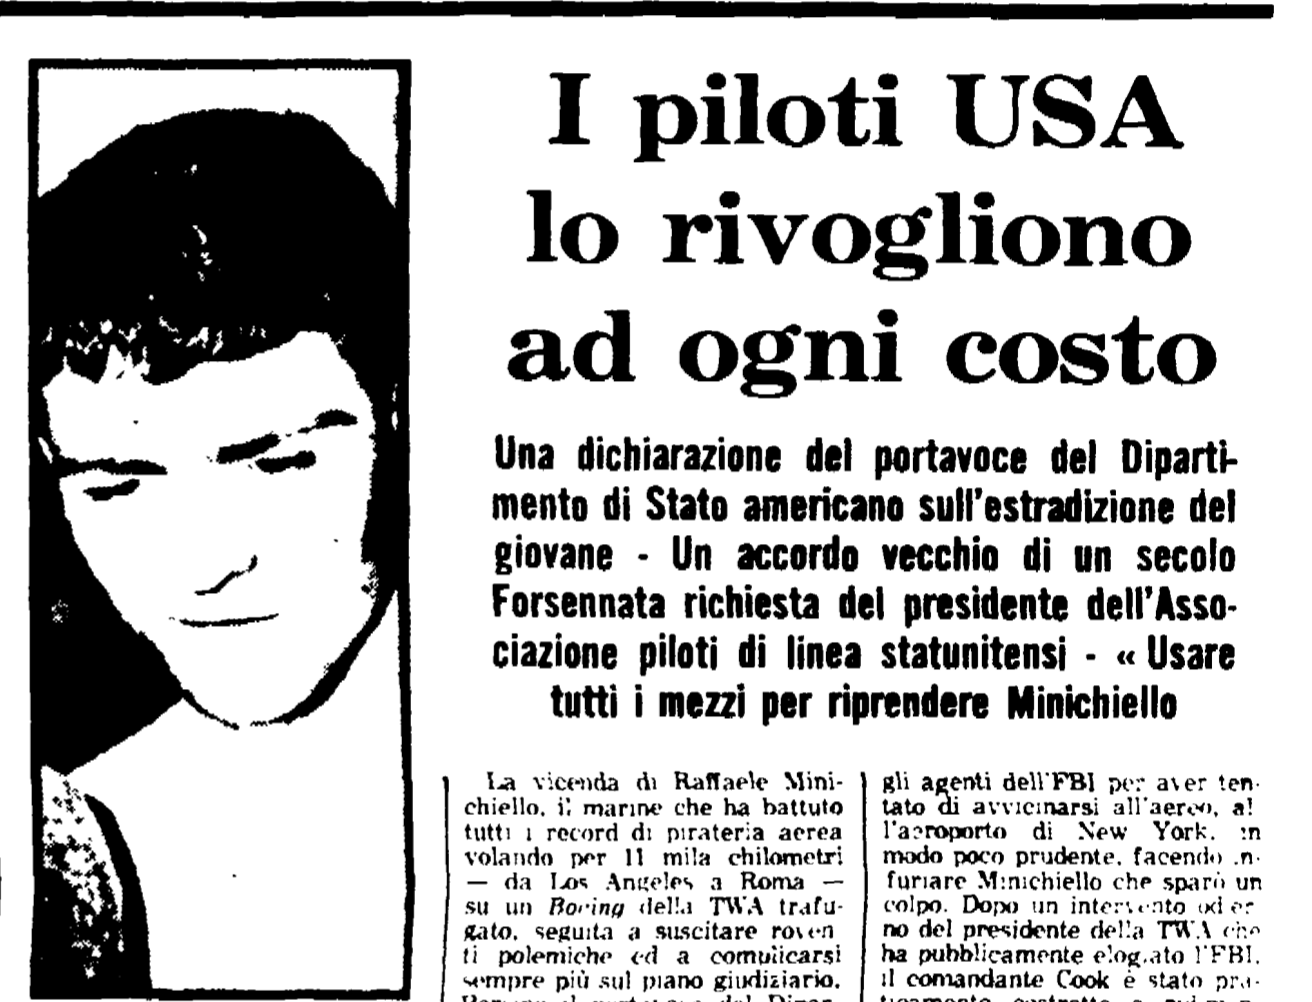 I piloti USA
lo rivogliono
ad ogni costo
Una dichiarazione del portavoce del Diparti-
mento di Stato americano sull'estradizione del
giovane - Un accordo vecchio di un secolo
Forsennata richiesta del presidente dell'Asso-
ciazione piloti di linea statunitensi - « Usare
tutti i mezzi per riprendere Minichiello
La vicenda di Raffaele Mini-
chiello, il marine che ha battuto
tutti i record di pirateria aerea
volando per 11 mila chilometri
— da Los Angeles a Roma —
su un Boeing della TWA trafu-
gato, seguita a suscitare roven
ti polemiche ed a complicarsi
sempre più sul piano giudiziario.
gli agenti dell'FBI per aver ten-
tato di avvicinarsi all'aereo, al
l'aeroporto di New York, in
modo poco prudente, facendo in-
furiare Minichiello che sparò un
colpo. Dopo un intervento odier
no del presidente della TWA che
ha pubblicamente elogiato l'FBI,
il comandante Cook è stato pra-